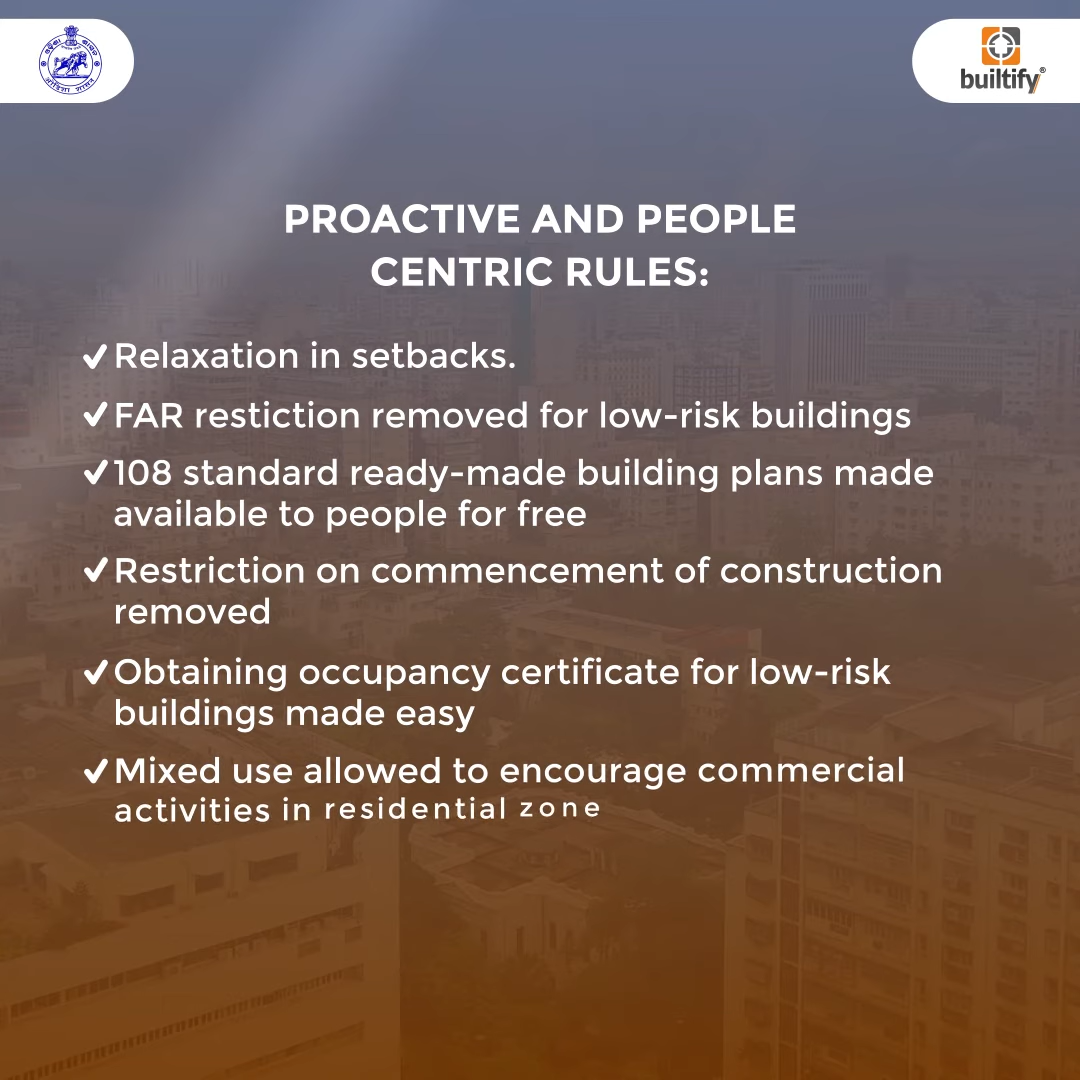 ଓଡ଼ିଶା ଶାସନ
builtify®
PROACTIVE AND PEOPLE
CENTRIC RULES:
✔ Relaxation in setbacks.
✔ FAR restiction removed for low-risk buildings
✔ 108 standard ready-made building plans made
available to people for free
✔ Restriction on commencement of construction
removed
✔ Obtaining occupancy certificate for low-risk
buildings made easy
✔ Mixed use allowed to encourage commercial
activities in residential zone